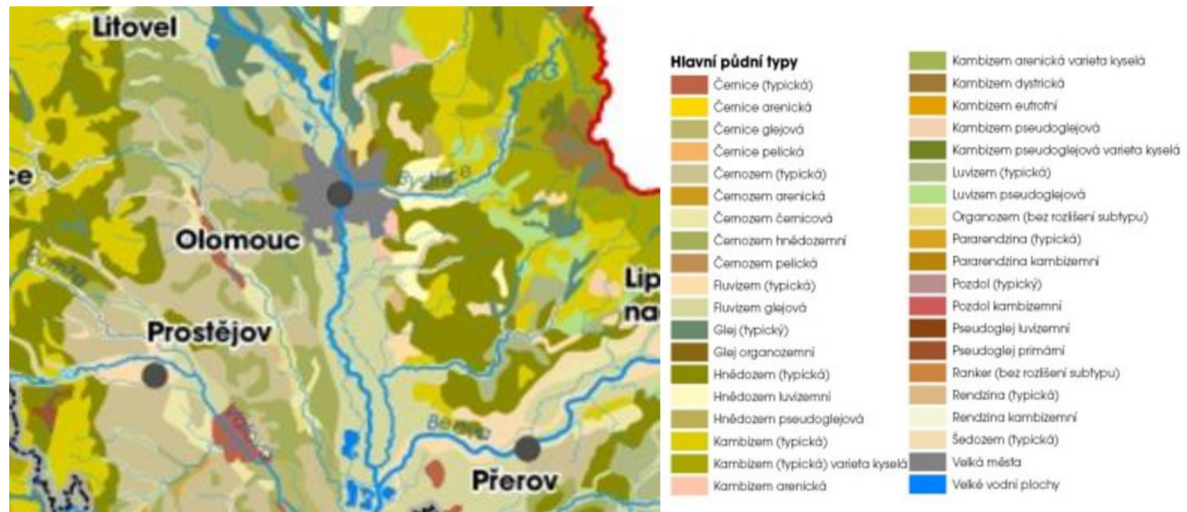 Litovel
ce
Bystřice
Olomouc
Lip
na
Prostějov
Přerov
Hlavní půdní typy
Černice (typická)
Černice arenická
Černice glejová
Černice pelická
Černozem (typická)
Černozem arenická
Černozem černicová
Černozem hnědozemní
Černozem pelická
Fluvizem (typická)
Fluvizem glejová
Glej (typický)
Glej organozemní
Hnědozem (typická)
Hnědozem luvizemní
Hnědozem pseudoglejová
Kambizem (typická)
Kambizem (typická) varieta kyselá
Kambizem arenická
Kambizem arenická varieta kyselá
Kambizem dystrická
Kambizem eutrofní
Kambizem pseudoglejová
Kambizem pseudoglejová varieta kyselá
Luvizem (typická)
Luvizem pseudoglejová
Organozem (bez rozlišení subtypu)
Pararendzina (typická)
Pararendzina kambizemní
Pozdol (typický)
Pozdol kambizemní
Pseudoglej luvizemní
Pseudoglej primární
Ranker (bez rozlišení subtypu)
Rendzina (typická)
Rendzina kambizemní
Šedozem (typická)
Velká města
Velké vodní plochy